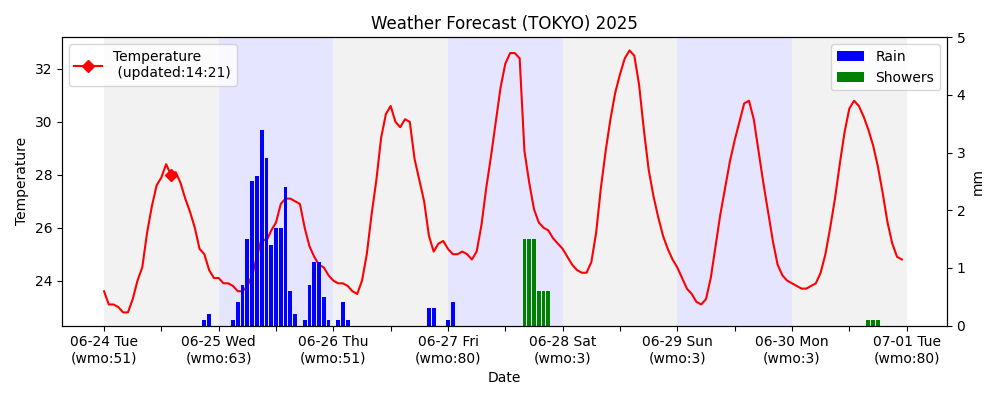 Weather Forecast (TOKYO) 2025
Temperature
(updated:14:21)
Rain
Showers
Temperature
32
30
28
26
24
5
4
3
2
1
0
mm
06-24 Tue
(wmo:51)
06-25 Wed
(wmo:63)
06-26 Thu
(wmo:51)
06-27 Fri
(wmo:80)
06-28 Sat
(wmo:3)
06-29 Sun
(wmo:3)
06-30 Mon
(wmo:3)
07-01 Tue
(wmo:80)
Date